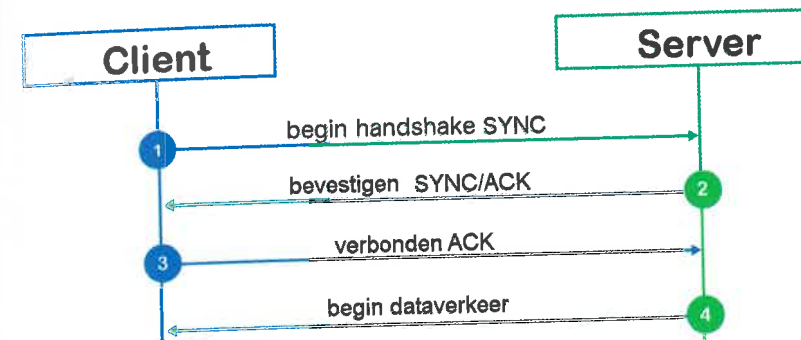 Client
Server
begin handshake SYNC
1
bevestigen SYNC/ACK
2
verbonden ACK
3
begin dataverkeer
4